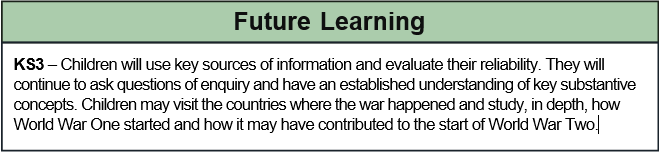 Future Learning
KS3 – Children will use key sources of information and evaluate their reliability. They will
continue to ask questions of enquiry and have an established understanding of key substantive
concepts. Children may visit the countries where the war happened and study, in depth, how
World War One started and how it may have contributed to the start of World War Two.